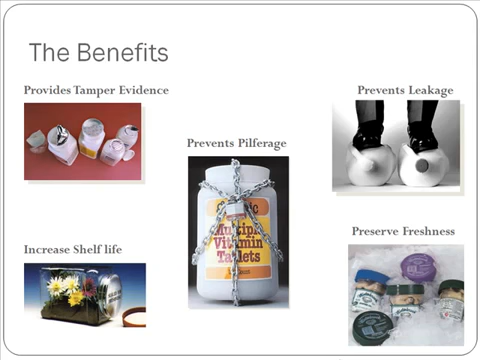 The Benefits
Provides Tamper Evidence
Prevents Leakage
Prevents Pilferage
Multiple
Vitamin
Tablets
Increase Shelf life
Preserve Freshness